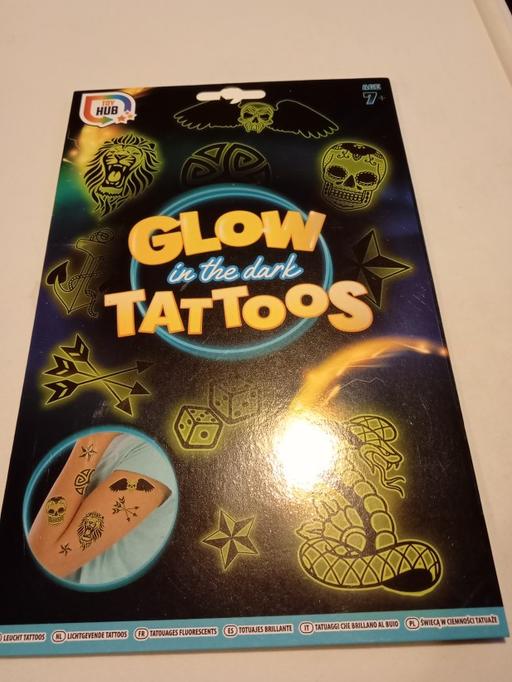 TOY
HUB
AGE
7+
GLOW
in the dark
TATTOOS
LEUCHT TATTOOS NL LICHTGEVENDE TATTOOS FR TATOUAGES FLUORESCENTS ES TOTUAJES BRILLANTE IT TATUAGGI CHE BRILLANO AL BUIO PL ŚWIECĄ W CIEMNOŚCI TATUAŻE